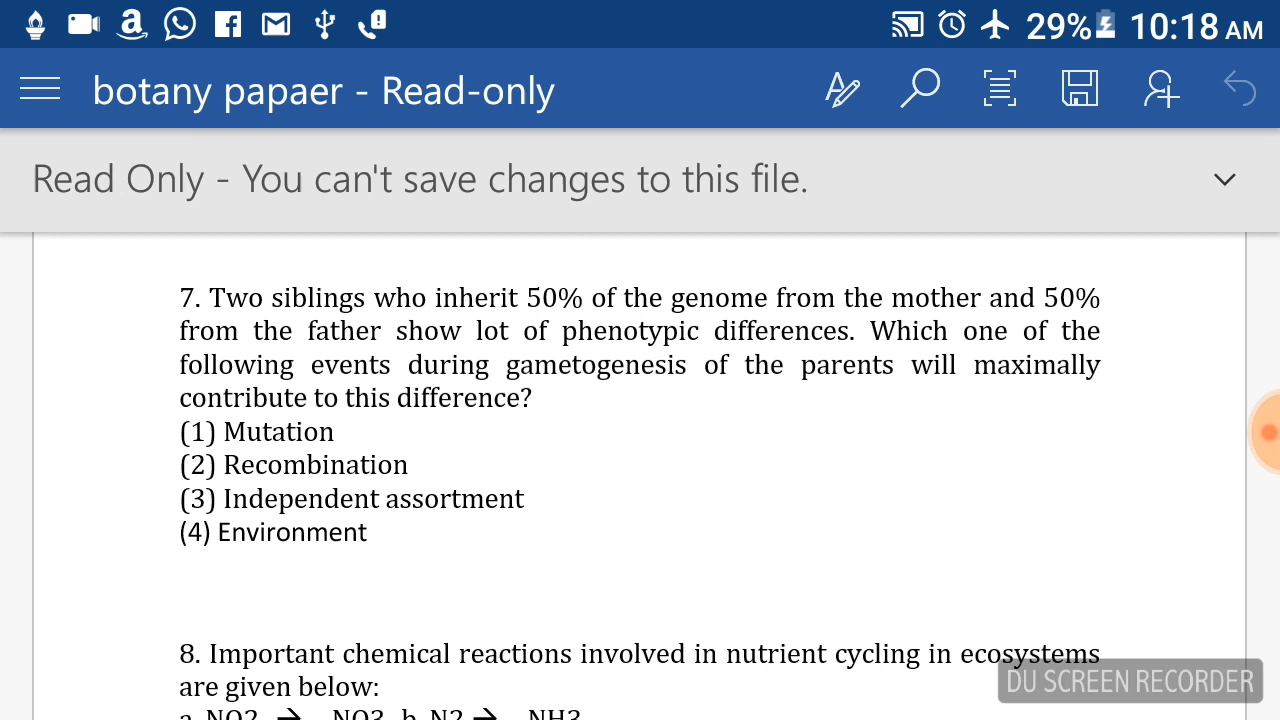 29% 10:18 AM
botany papaer - Read-only
Read Only - You can't save changes to this file.
7. Two siblings who inherit 50% of the genome from the mother and 50%
from the father show lot of phenotypic differences. Which one of the
following events during gametogenesis of the parents will maximally
contribute to this difference?
(1) Mutation
(2) Recombination
(3) Independent assortment
(4) Environment
8. Important chemical reactions involved in nutrient cycling in ecosystems
are given below:
a. NO2 → NO3 b. N2 → NH3
DU SCREEN RECORDER